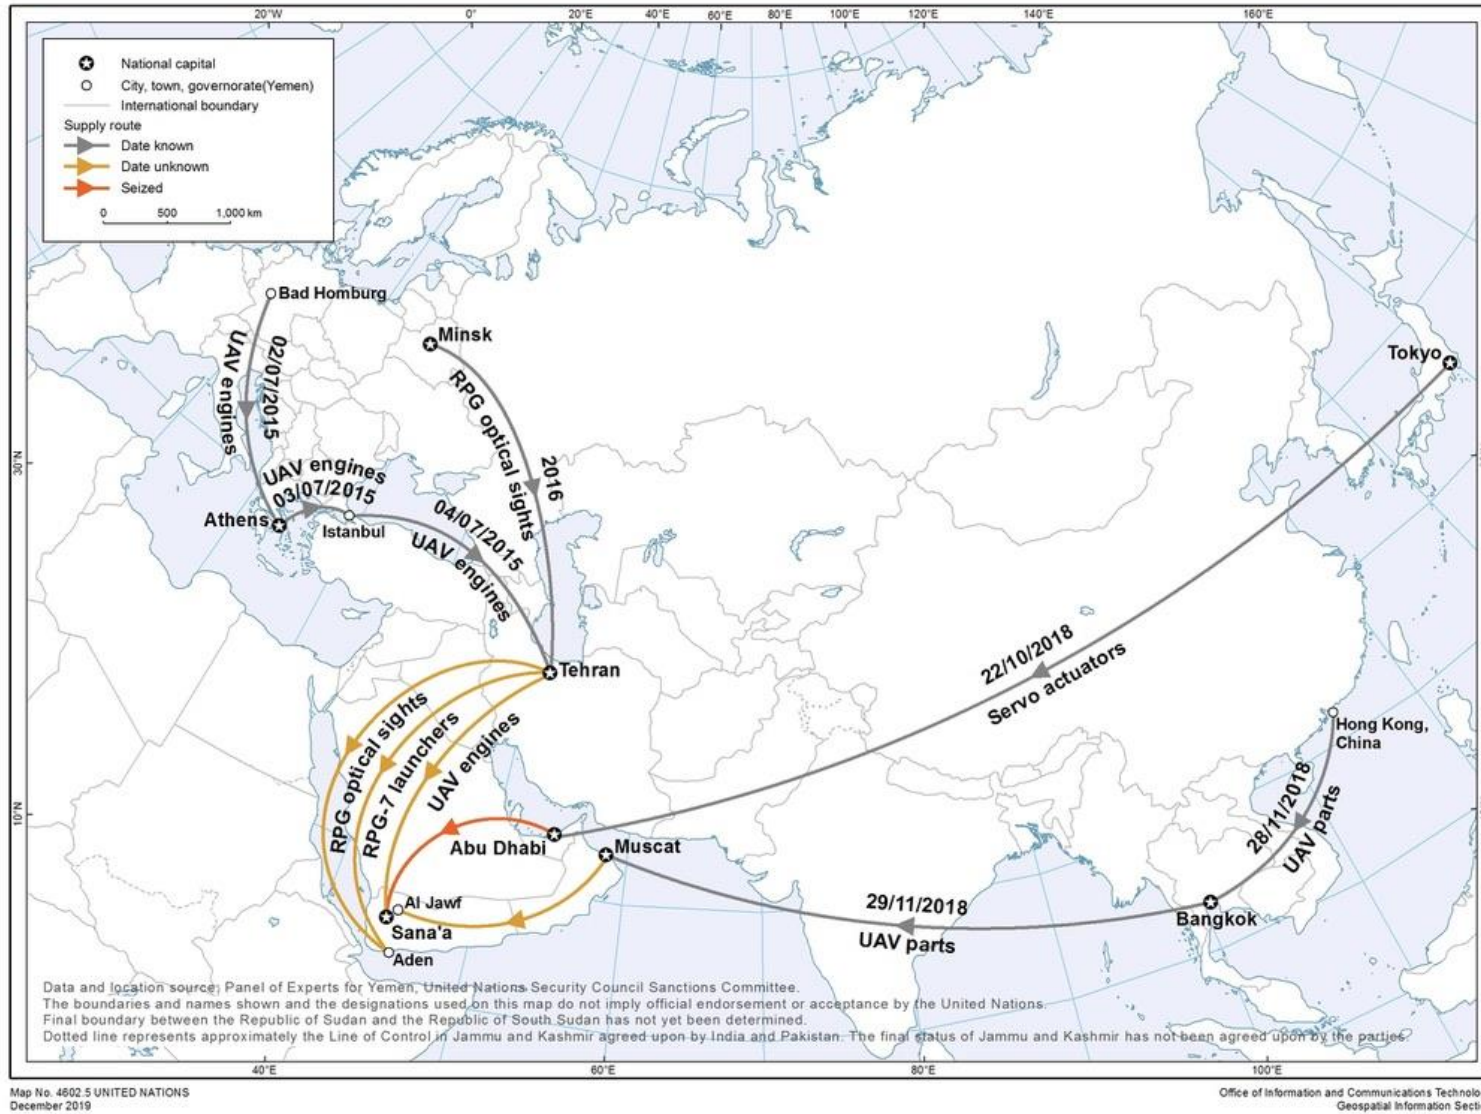 20°W
0°
20°E
40°E
60°E
80°E
100°E
120°E
140°E
160°E
National capital
City, town, governorate(Yemen)
International boundary
Supply route
Date known
Date unknown
Seized
0 500 1,000 km
Bad Homburg
Minsk
Tokyo
UAV engines
02/07/2015
RPG optical sights
2016
30°N
UAV engines
03/07/2015
Athens
Istanbul
04/07/2015
UAV engines
Tehran
22/10/2018
Servo actuators
Hong Kong,
China
RPG optical sights
RPG-7 launchers
UAV engines
28/11/2018
UAV parts
10°N
Abu Dhabi
Muscat
Al Jawf
Sana'a
Aden
29/11/2018
UAV parts
Bangkok
Data and location source: Panel of Experts for Yemen, United Nations Security Council Sanctions Committee.
The boundaries and names shown and the designations used on this map do not imply official endorsement or acceptance by the United Nations.
Final boundary between the Republic of Sudan and the Republic of South Sudan has not yet been determined.
Dotted line represents approximately the Line of Control in Jammu and Kashmir agreed upon by India and Pakistan. The final status of Jammu and Kashmir has not been agreed upon by the parties.
40°E
60°E
80°E
100°E
Map No. 4602.5 UNITED NATIONS
December 2019
Office of Information and Communications Technolo
Geospatial Information Secti